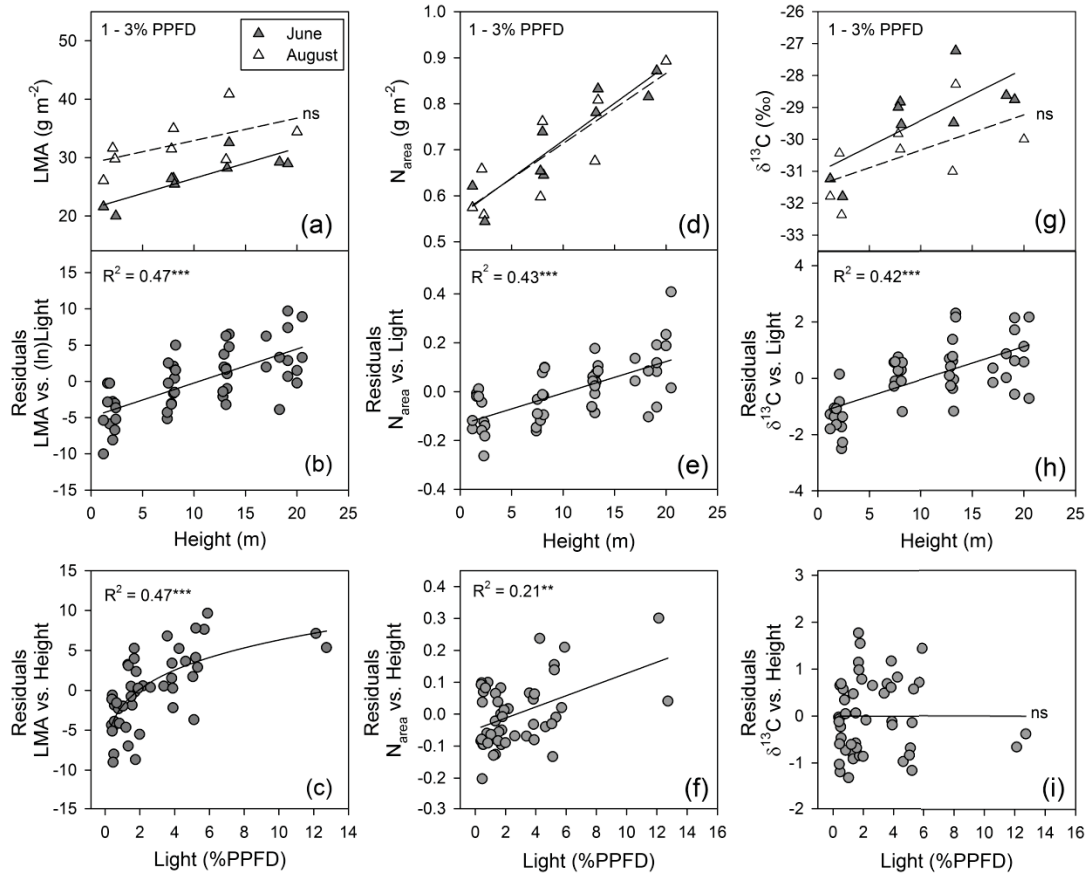 1 - 3% PPFD
June
August
ns
LMA (g m⁻²)
55
50
40
30
20
(a)
1 - 3% PPFD
N_area (g m⁻²)
1.0
0.9
0.8
0.7
0.6
0.5
(d)
1 - 3% PPFD
ns
δ¹³C (‰)
-26
-27
-28
-29
-30
-31
-32
-33
(g)
R² = 0.47***
Residuals
LMA vs. (ln)Light
15
10
5
0
-5
-10
-15
(b)
0 5 10 15 20 25
Height (m)
R² = 0.43***
Residuals
N_area vs. Light
0.4
0.2
0.0
-0.2
-0.4
(e)
0 5 10 15 20 25
Height (m)
R² = 0.42***
Residuals
δ¹³C vs. Light
4
2
0
-2
-4
(h)
0 5 10 15 20 25
Height (m)
R² = 0.47***
Residuals
LMA vs. Height
15
10
5
0
-5
-10
-15
(c)
0 2 4 6 8 10 12 14
Light (%PPFD)
R² = 0.21**
Residuals
N_area vs. Height
0.5
0.4
0.3
0.2
0.1
0.0
-0.1
-0.2
-0.3
(f)
0 2 4 6 8 10 12 14
Light (%PPFD)
ns
Residuals
δ¹³C vs. Height
3
2
1
0
-1
-2
(i)
0 2 4 6 8 10 12 14 16
Light (%PPFD)